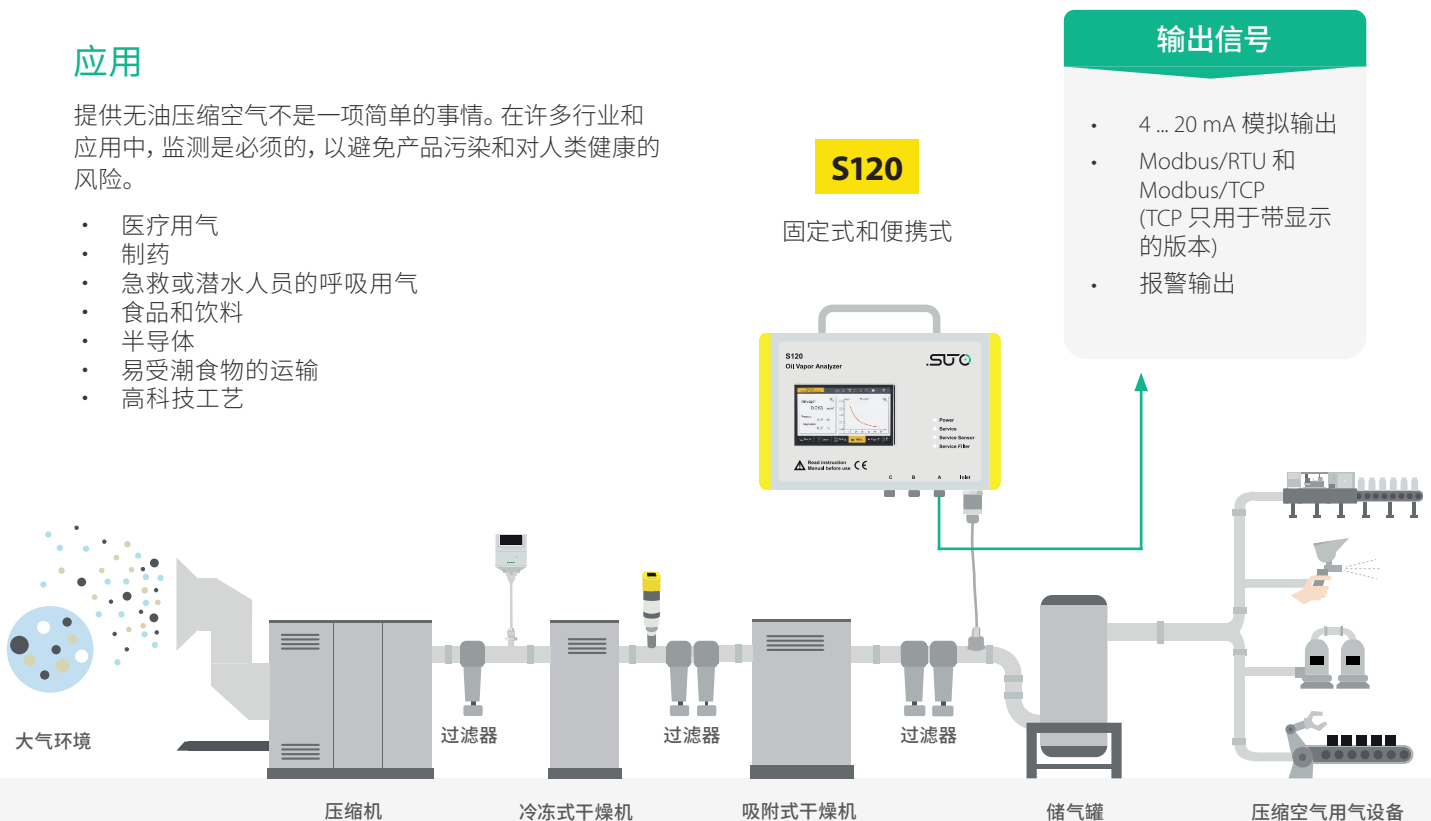 应用
提供无油压缩空气不是一项简单的事情。在许多行业和
应用中，监测是必须的，以避免产品污染和对人类健康的
风险。
• 医疗用气
• 制药
• 急救或潜水人员的呼吸用气
• 食品和饮料
• 半导体
• 易受潮食物的运输
• 高科技工艺
S120
固定式和便携式
输出信号
• 4 ... 20 mA 模拟输出
• Modbus/RTU 和
Modbus/TCP
(TCP 只用于带显示
的版本)
• 报警输出
S120
Oil Vapor Analyzer
SUTO
Power
Service
Service Sensor
Service Filter
Read instruction
Manual before use
CE
C B A Inlet
大气环境
过滤器
过滤器
过滤器
压缩机
冷冻式干燥机
吸附式干燥机
储气罐
压缩空气用气设备